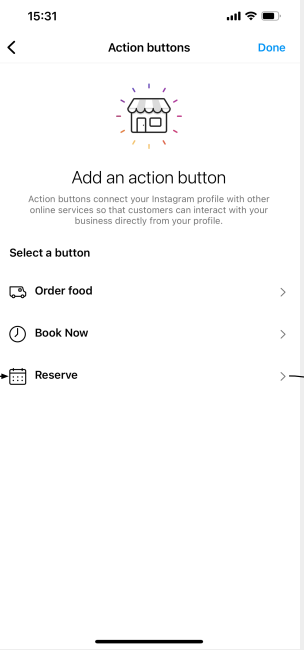 15:31
Action buttons
Done
Add an action button
Action buttons connect your Instagram profile with other
online services so that customers can interact with your
business directly from your profile.
Select a button
Order food
Book Now
Reserve